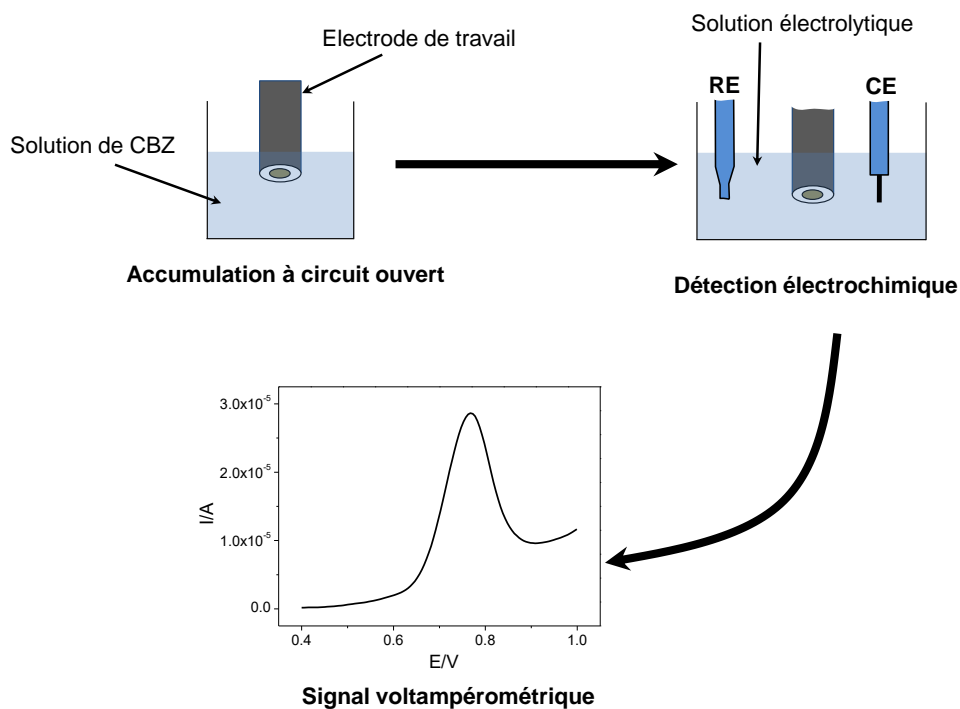 Electrode de travail
Solution électrolytique
RE
CE
Solution de CBZ
Accumulation à circuit ouvert
Détection électrochimique
3.0x10⁻⁵
2.0x10⁻⁵
1.0x10⁻⁵
0.0
I/A
0.4 0.6 0.8 1.0
E/V
Signal voltampérométrique